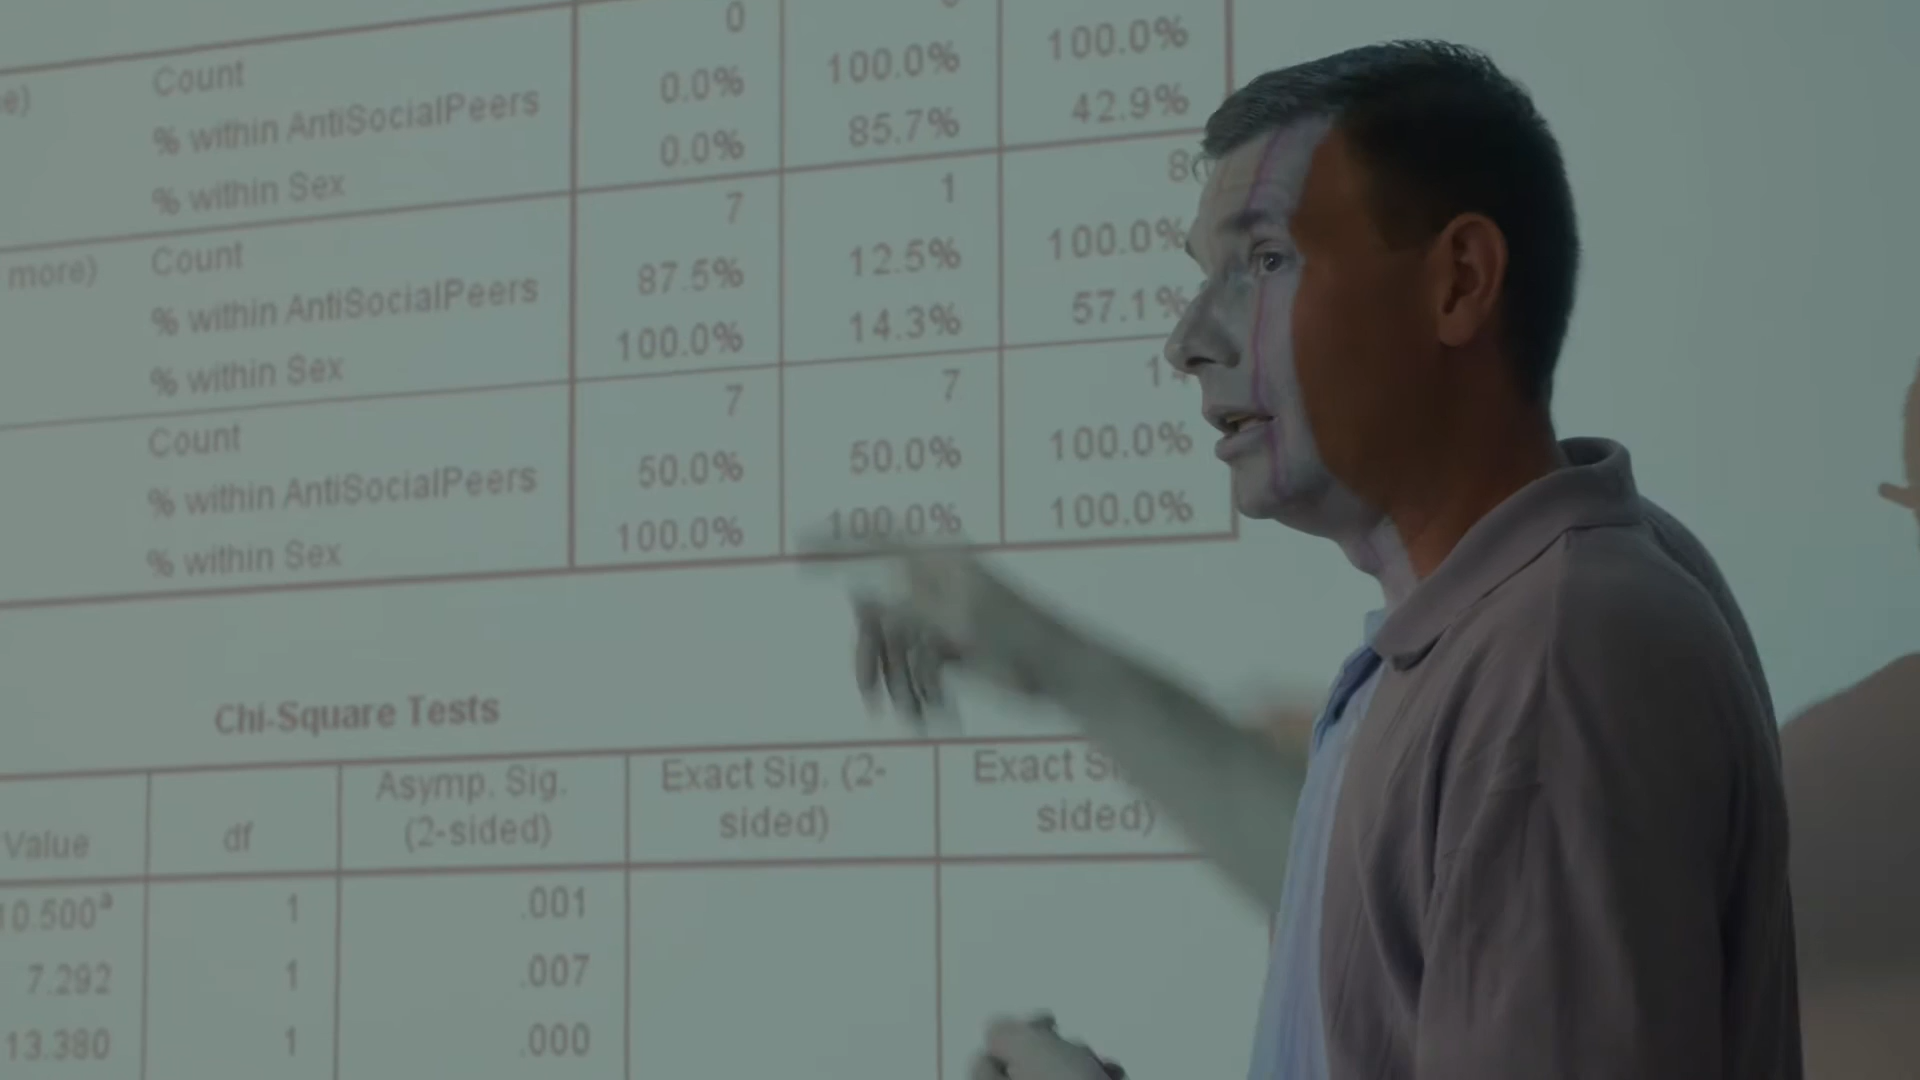 0
e) Count 0.0% 100.0% 100.0%
% within AntiSocialPeers 0.0% 85.7% 42.9%
% within Sex
7 1 8
more) Count 87.5% 12.5% 100.0%
% within AntiSocialPeers 100.0% 14.3% 57.1%
% within Sex
7 7 14
Count 50.0% 50.0% 100.0%
% within AntiSocialPeers 100.0% 100.0% 100.0%
% within Sex
Chi-Square Tests
Value df Asymp. Sig. (2-sided) Exact Sig. (2-sided) Exact sided)
10.500a 1 .001
7.292 1 .007
13.380 1 .000